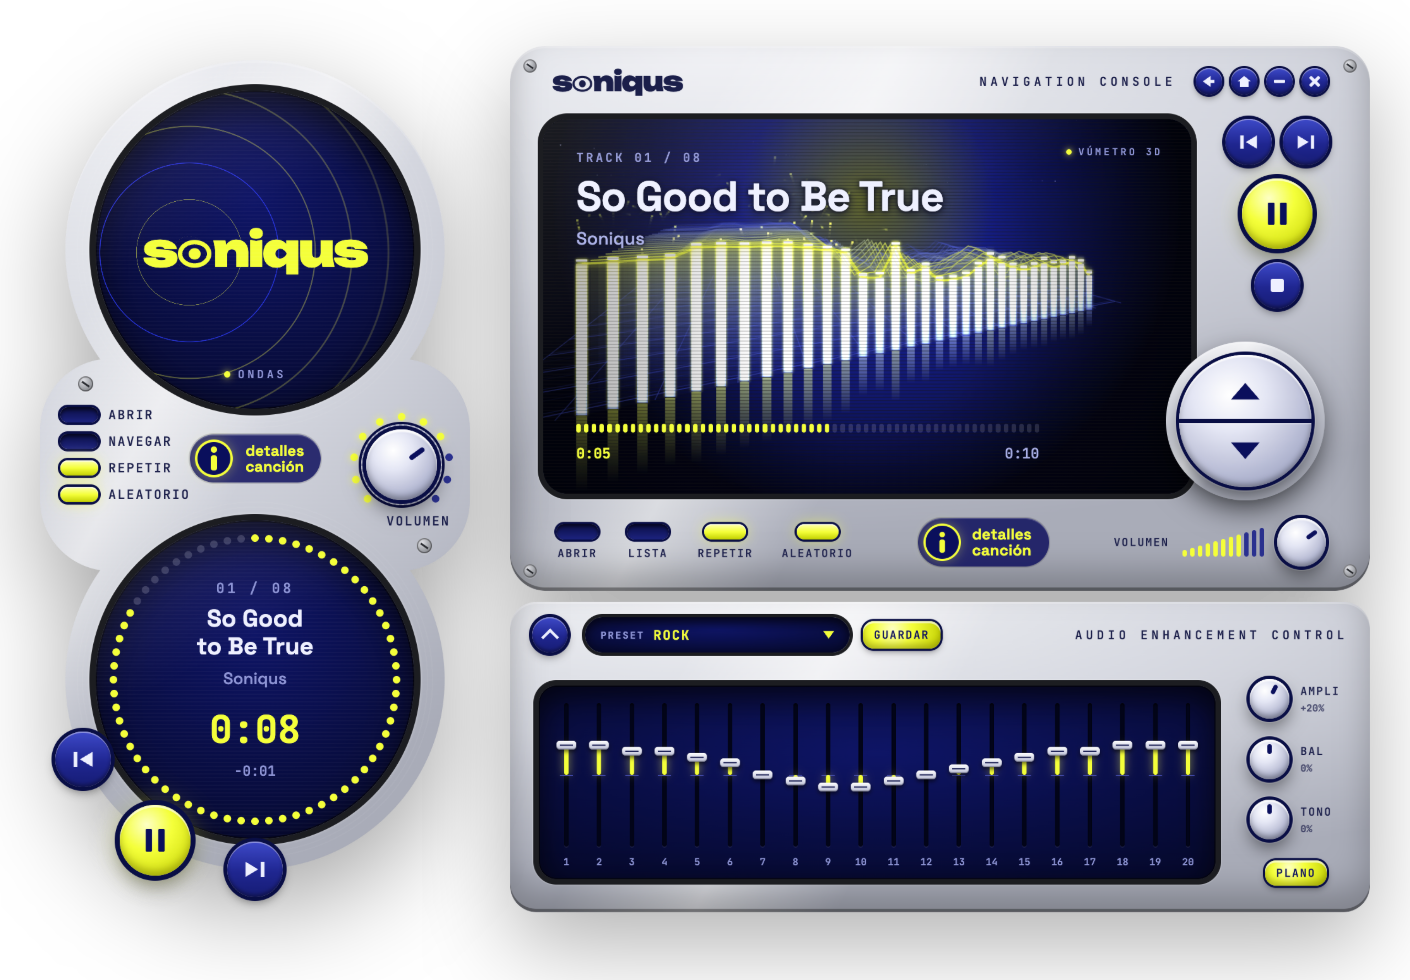 soniqus
ONDAS
ABRIR
NAVEGAR
REPETIR
ALEATORIO
detalles
canción
VOLUMEN
01 / 08
So Good
to Be True
Soniqus
0:08
-0:01
soniqus
NAVIGATION CONSOLE
TRACK 01 / 08
VÚMETRO 3D
So Good to Be True
Soniqus
0:05
0:10
ABRIR
LISTA
REPETIR
ALEATORIO
detalles
canción
VOLUMEN
PRESET ROCK
GUARDAR
AUDIO ENHANCEMENT CONTROL
AMPLI
+20%
BAL
0%
TONO
0%
1 2 3 4 5 6 7 8 9 10 11 12 13 14 15 16 17 18 19 20
PLANO